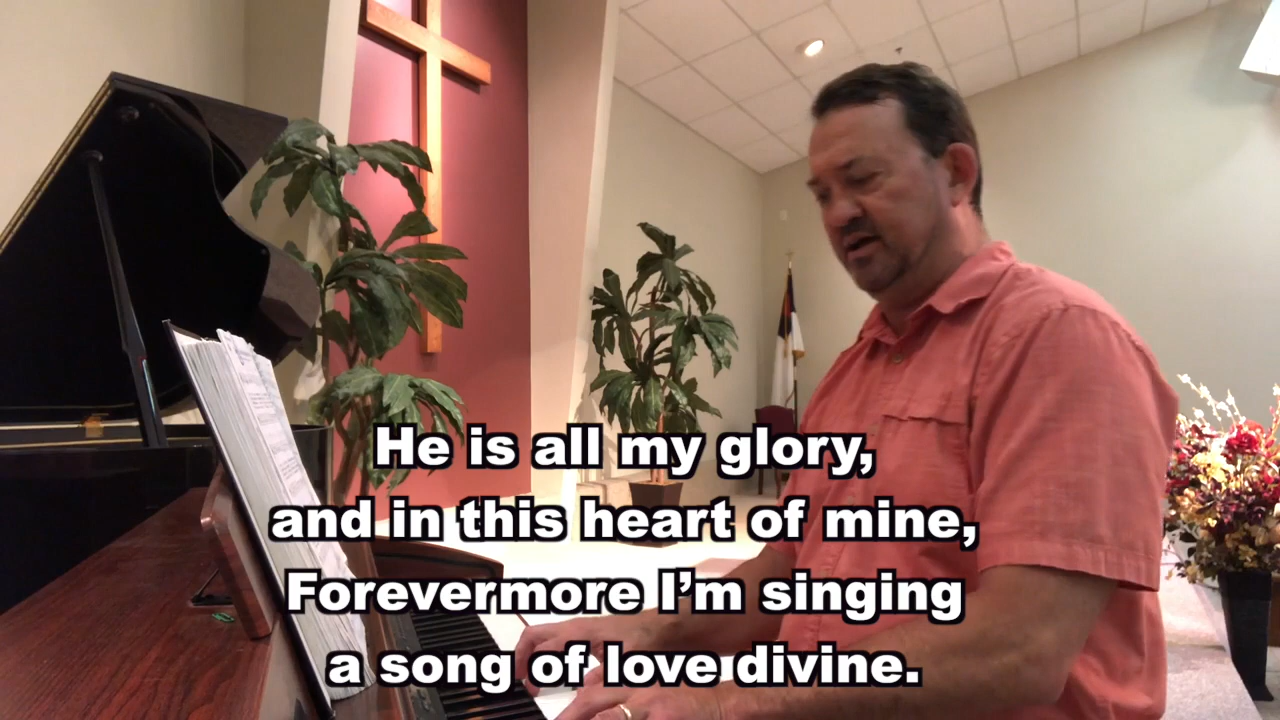 He is all my glory,
and in this heart of mine,
Forevermore I’m singing
a song of love divine.